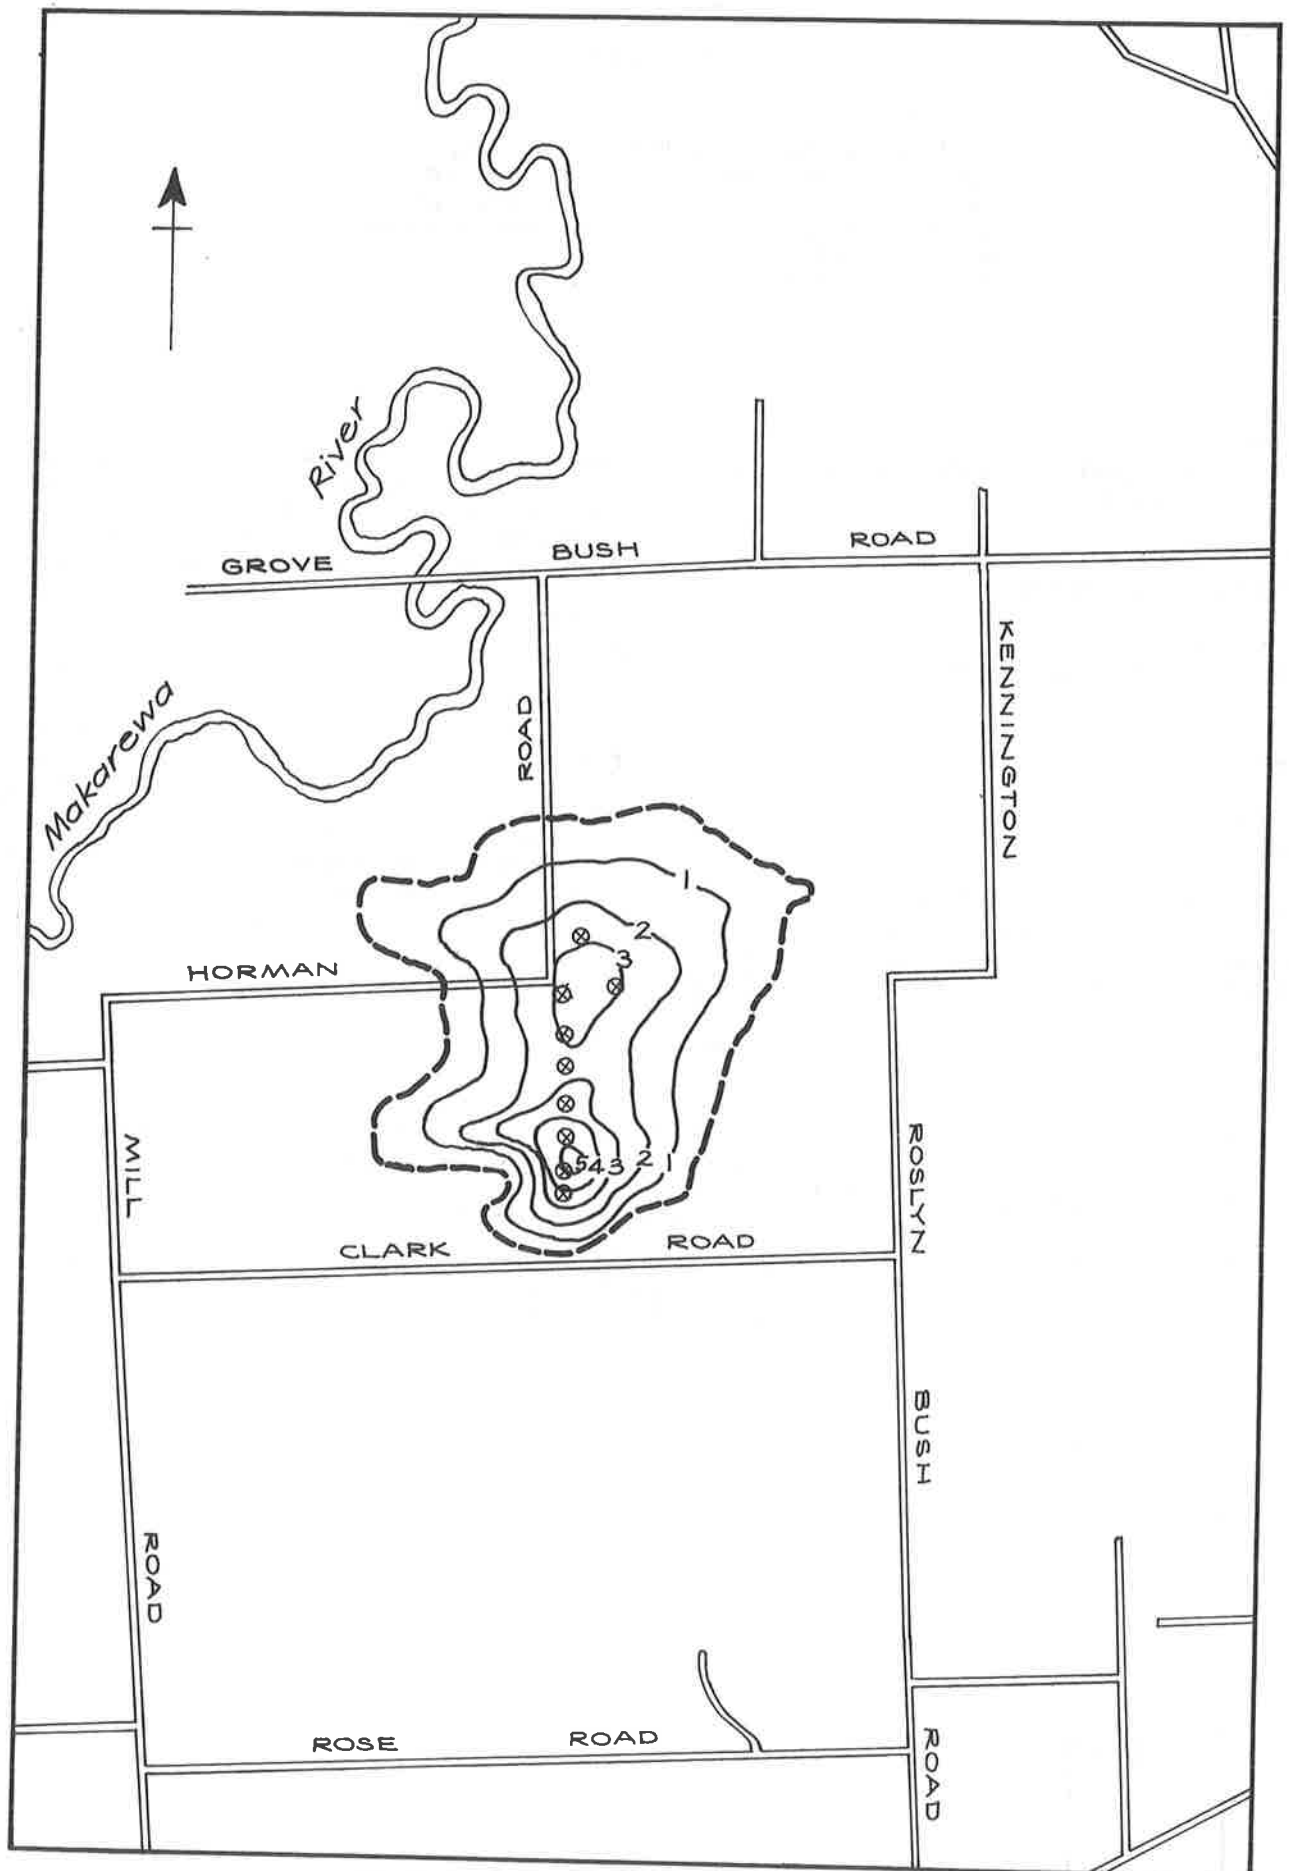 River
GROVE BUSH ROAD
KENNINGTON
Makarewa
ROAD
1
2
3
HORMAN
MILL
5 4 3 2 1
ROSLYN
CLARK ROAD
BUSH
ROAD
ROSE ROAD
ROAD